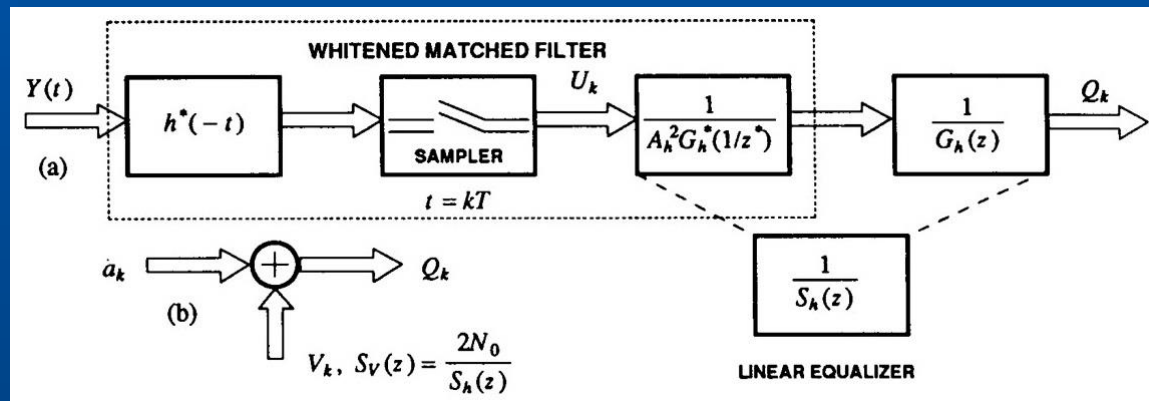 WHITENED MATCHED FILTER
Y(t)
h*(-t)
SAMPLER
t = kT
U_k
1 / A_h^2 G_h^*(1/z^*)
1 / G_h(z)
Q_k
(a)
a_k
Q_k
(b)
V_k, S_V(z) = 2N_0 / S_h(z)
1 / S_h(z)
LINEAR EQUALIZER